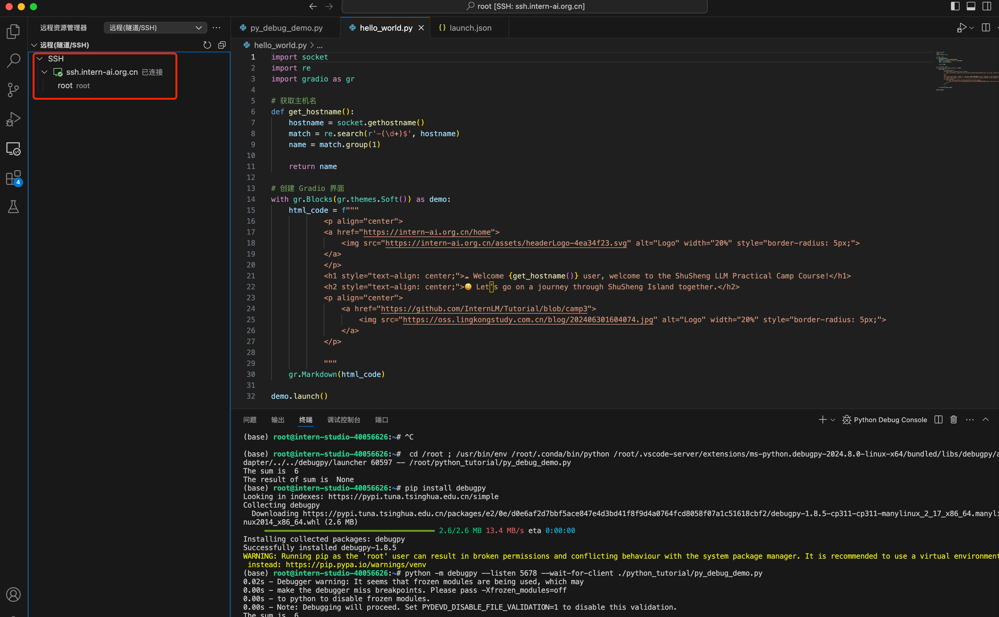 root [SSH: ssh.intern-ai.org.cn]
远程资源管理器
远程(隧道/SSH)
远程(隧道/SSH)
SSH
ssh.intern-ai.org.cn 已连接
root root
4
py_debug_demo.py
hello_world.py
launch.json
hello_world.py > ...
1 import socket
2 import re
3 import gradio as gr
4
5 # 获取主机名
6 def get_hostname():
7 hostname = socket.gethostname()
8 match = re.search(r'-(\d+)$', hostname)
9 name = match.group(1)
10
11 return name
12
13 # 创建 Gradio 界面
14 with gr.Blocks(gr.themes.Soft()) as demo:
15 html_code = f"""
16 <p align="center">
17 <a href="https://intern-ai.org.cn/home">
18 <img src="https://intern-ai.org.cn/assets/headerLogo-4ea34f23.svg" alt="Logo" width="20%" style="border-radius: 5px;">
19 </a>
20 </p>
21 <h1 style="text-align: center;">☁️ Welcome {get_hostname()} user, welcome to the ShuSheng LLM Practical Camp Course!</h1>
22 <h2 style="text-align: center;">😀 Let’s go on a journey through ShuSheng Island together.</h2>
23 <p align="center">
24 <a href="https://github.com/InternLM/Tutorial/blob/camp3">
25 <img src="https://oss.lingkongstudy.com.cn/blog/202406301604074.jpg" alt="Logo" width="20%" style="border-radius: 5px;">
26 </a>
27 </p>
28
29 """
30 gr.Markdown(html_code)
31
32 demo.launch()
问题 输出 终端 调试控制台 端口
Python Debug Console
(base) root@intern-studio-40056626:~# ^C
(base) root@intern-studio-40056626:~#  cd /root ; /usr/bin/env /root/.conda/bin/python /root/.vscode-server/extensions/ms-python.debugpy-2024.8.0-linux-x64/bundled/libs/debugpy/a
dapter/../../debugpy/launcher 60597 -- /root/python_tutorial/py_debug_demo.py
The sum is  6
The result of sum is  None
(base) root@intern-studio-40056626:~# pip install debugpy
Looking in indexes: https://pypi.tuna.tsinghua.edu.cn/simple
Collecting debugpy
Downloading https://pypi.tuna.tsinghua.edu.cn/packages/e2/0e/d0e6af2d7bbf5ace847e4d3bd41f8f9d4a0764fcd8058f07a1c51618cbf2/debugpy-1.8.5-cp311-cp311-manylinux_2_17_x86_64.manyli
nux2014_x86_64.whl (2.6 MB)
2.6/2.6 MB 13.4 MB/s eta 0:00:00
Installing collected packages: debugpy
Successfully installed debugpy-1.8.5
WARNING: Running pip as the 'root' user can result in broken permissions and conflicting behaviour with the system package manager. It is recommended to use a virtual environment
instead: https://pip.pypa.io/warnings/venv
(base) root@intern-studio-40056626:~# python -m debugpy --listen 5678 --wait-for-client ./python_tutorial/py_debug_demo.py
0.02s - Debugger warning: It seems that frozen modules are being used, which may
0.00s - make the debugger miss breakpoints. Please pass -Xfrozen_modules=off
0.00s - to python to disable frozen modules.
0.00s - Note: Debugging will proceed. Set PYDEVD_DISABLE_FILE_VALIDATION=1 to disable this validation.
The sum is  6